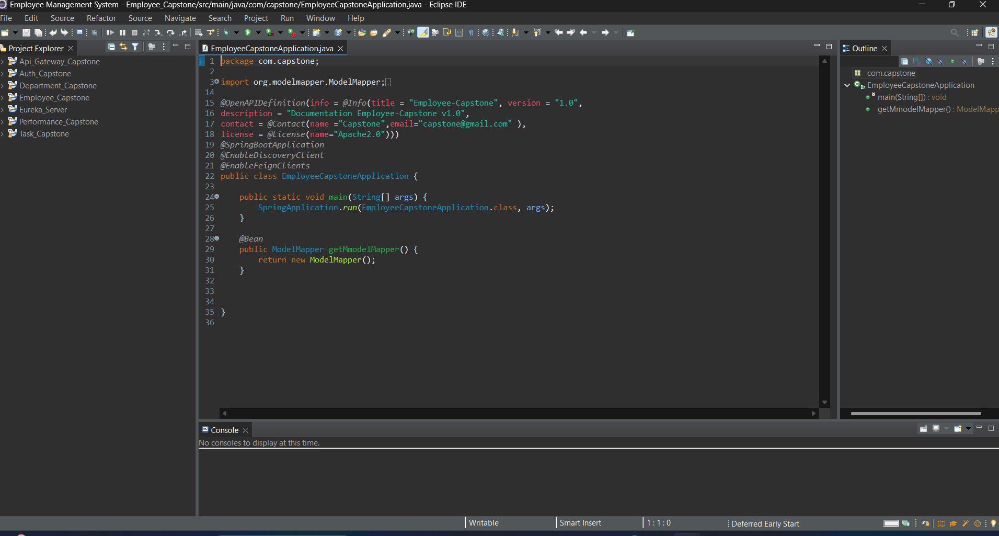 Employee Management System - Employee_Capstone/src/main/java/com/capstone/EmployeeCapstoneApplication.java - Eclipse IDE
File Edit Source Refactor Source Navigate Search Project Run Window Help
Project Explorer
Api_Gateway_Capstone
Auth_Capstone
Department_Capstone
Employee_Capstone
Eureka_Server
Performance_Capstone
Task_Capstone
EmployeeCapstoneApplication.java
1 package com.capstone;
2
3 import org.modelmapper.ModelMapper;
14
15 @OpenAPIDefinition(info = @Info(title = "Employee-Capstone", version = "1.0",
16 description = "Documentation Employee-Capstone v1.0",
17 contact = @Contact(name ="Capstone",email="capstone@gmail.com" ),
18 license = @License(name="Apache2.0")))
19 @SpringBootApplication
20 @EnableDiscoveryClient
21 @EnableFeignClients
22 public class EmployeeCapstoneApplication {
23
24 public static void main(String[] args) {
25 SpringApplication.run(EmployeeCapstoneApplication.class, args);
26 }
27
28 @Bean
29 public ModelMapper getMmodelMapper() {
30 return new ModelMapper();
31 }
32
33
34
35 }
36
Outline
com.capstone
EmployeeCapstoneApplication
main(String[]) : void
getMmodelMapper() : ModelMapp
Console
No consoles to display at this time.
Writable
Smart Insert
1 : 1 : 0
Deferred Early Start